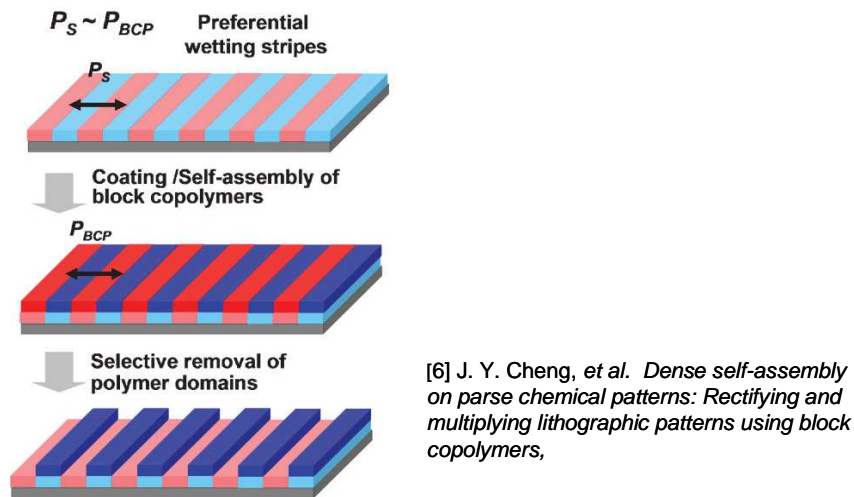 P_S ~ P_BCP
Preferential
wetting stripes
P_S
Coating /Self-assembly of
block copolymers
P_BCP
Selective removal of
polymer domains
[6] J. Y. Cheng, et al. Dense self-assembly
on parse chemical patterns: Rectifying and
multiplying lithographic patterns using block
copolymers,